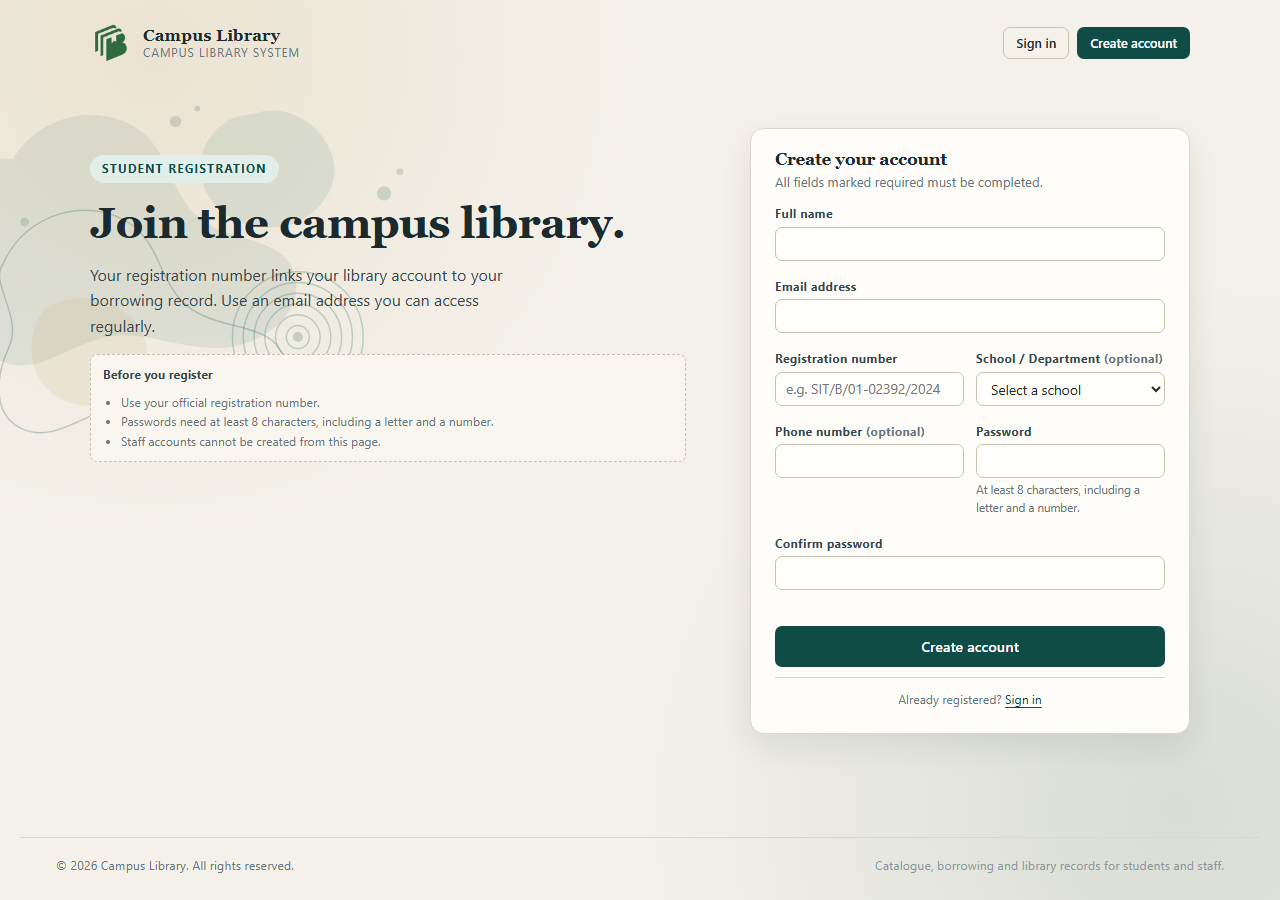 Campus Library
CAMPUS LIBRARY SYSTEM
Sign in
Create account
STUDENT REGISTRATION
Join the campus library.
Your registration number links your library account to your
borrowing record. Use an email address you can access
regularly.
Before you register
Use your official registration number.
Passwords need at least 8 characters, including a letter and a number.
Staff accounts cannot be created from this page.
Create your account
All fields marked required must be completed.
Full name
Email address
Registration number
School / Department (optional)
e.g. SIT/B/01-02392/2024
Select a school
Phone number (optional)
Password
At least 8 characters, including a
letter and a number.
Confirm password
Create account
Already registered? Sign in
© 2026 Campus Library. All rights reserved.
Catalogue, borrowing and library records for students and staff.